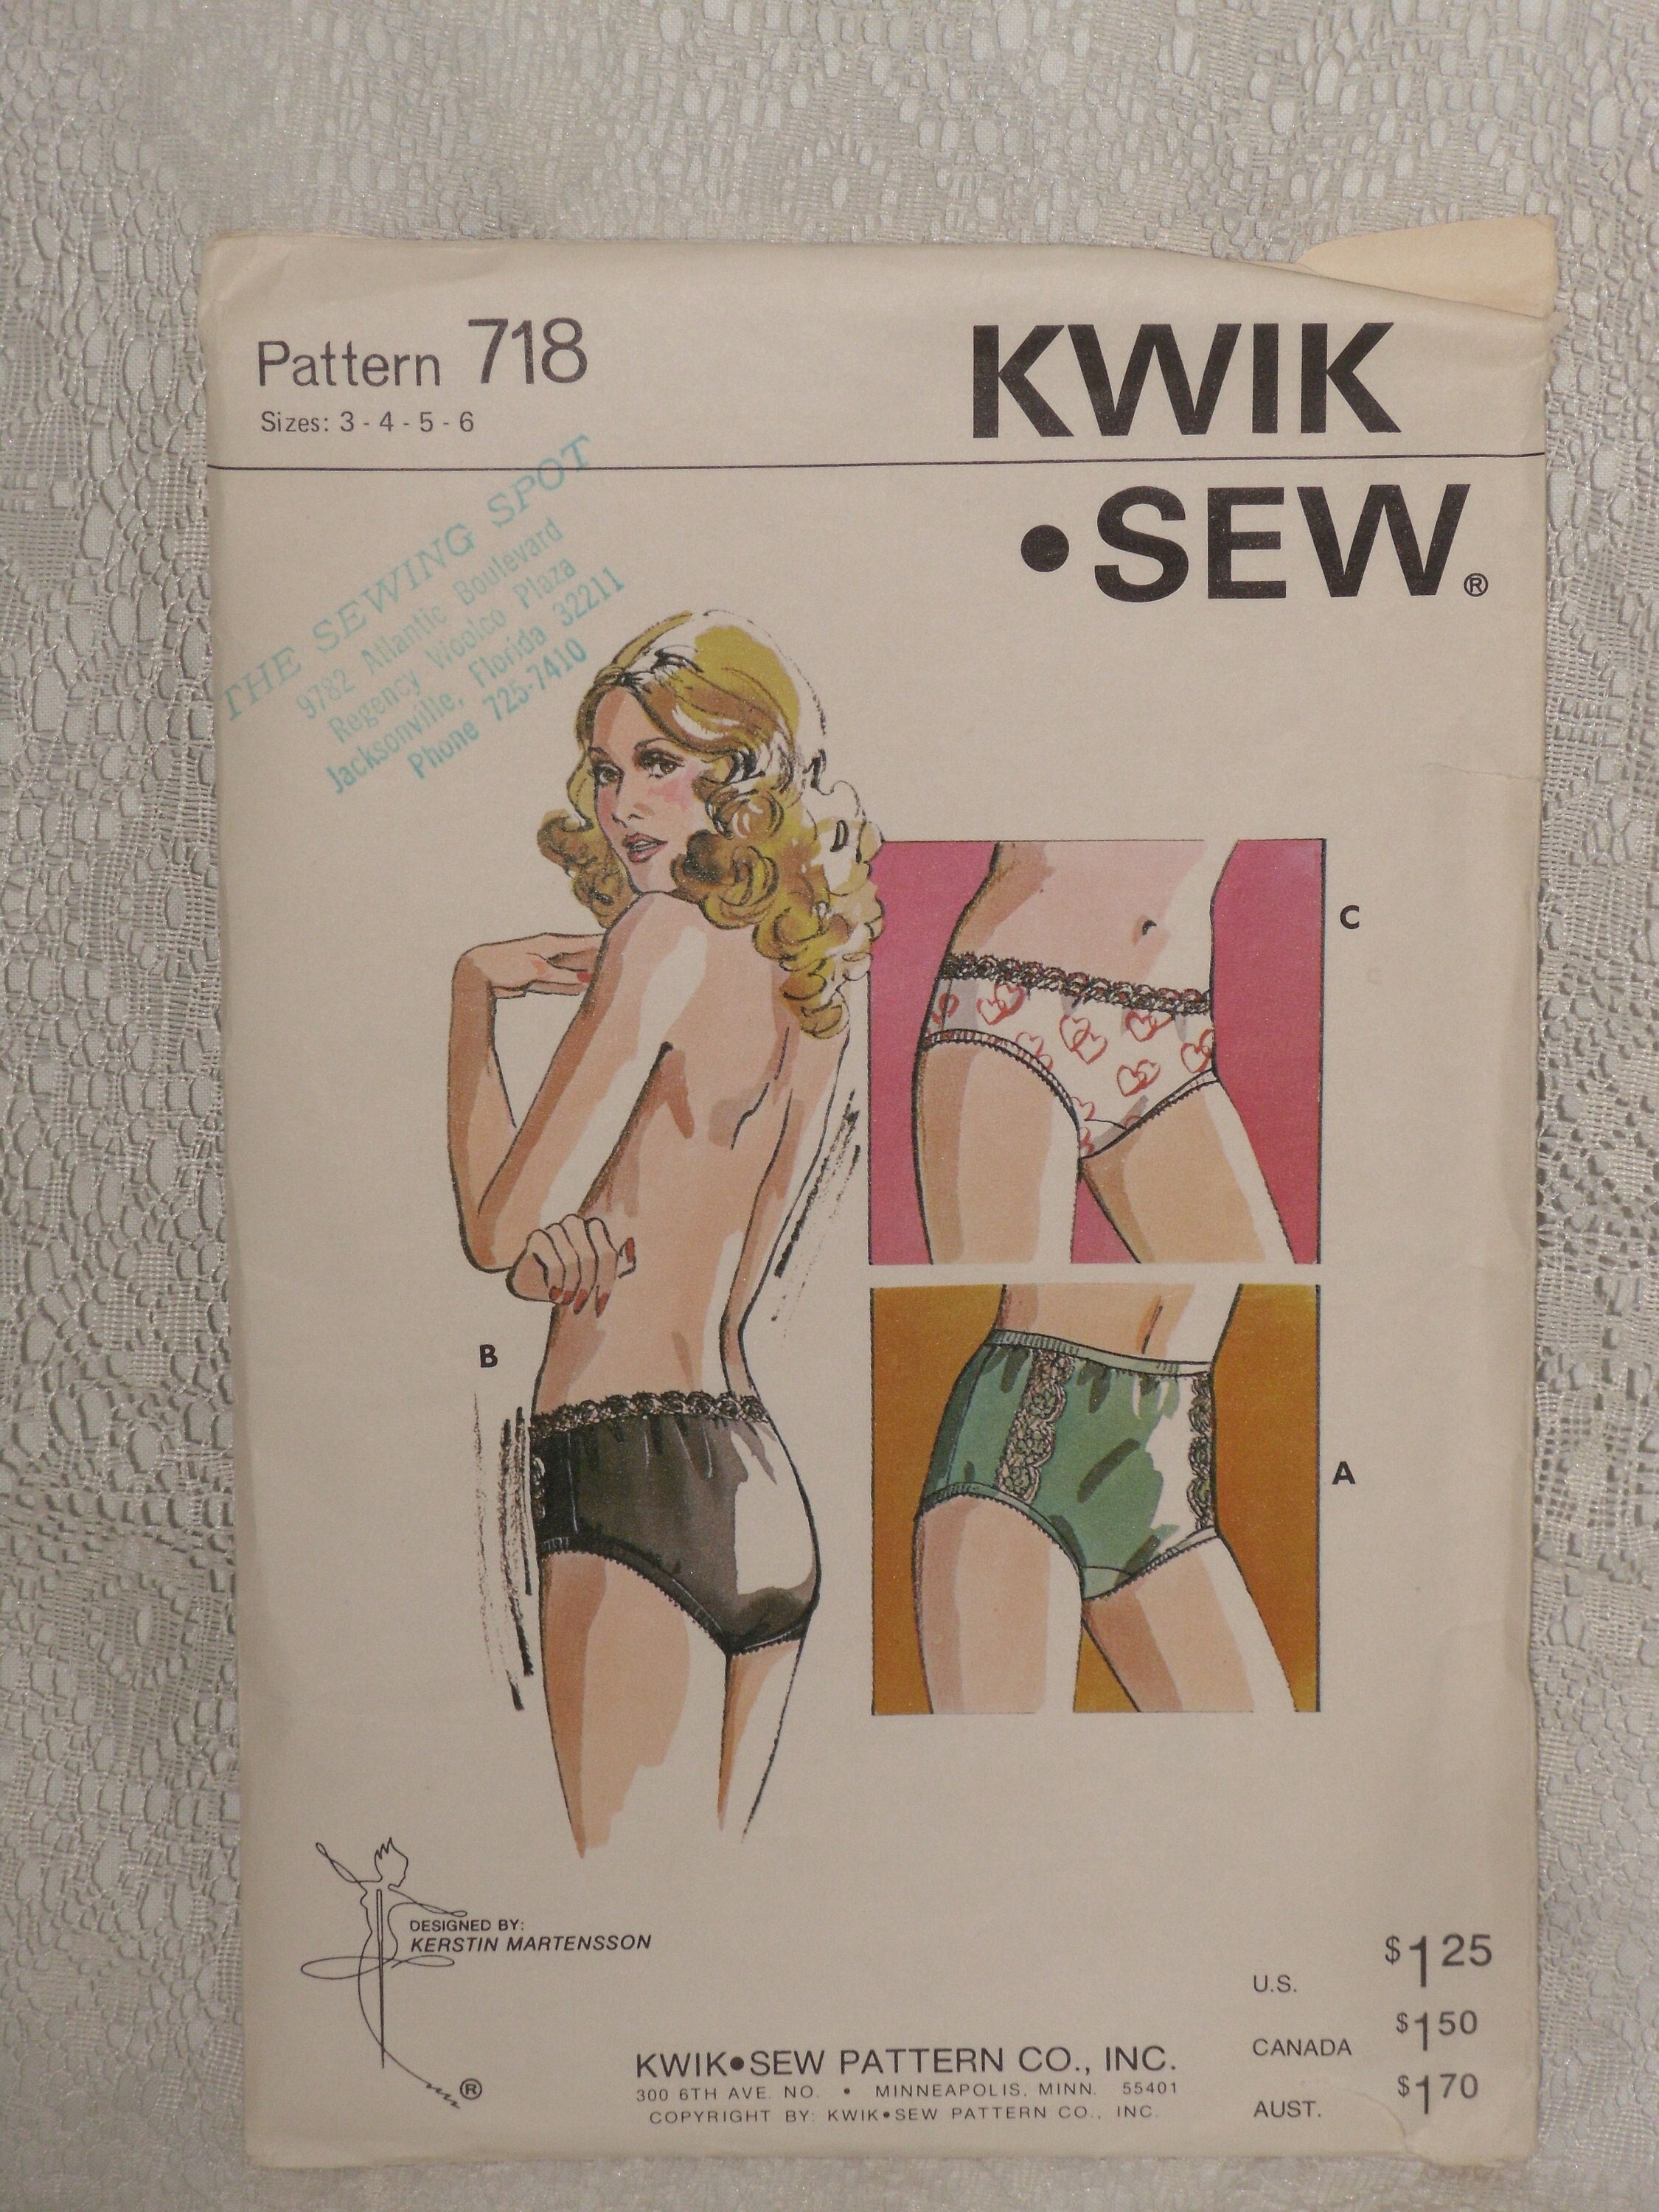 Pattern 718
Sizes: 3 - 4 - 5 - 6
KWIK
•SEW®
THE SEWING SPOT
9782 Atlantic Boulevard
Regency Woolco Plaza
Jacksonville, Florida 32211
Phone 725-7410
C
B
A
DESIGNED BY:
KERSTIN MARTENSSON
®
U.S. $1 25
CANADA $1 50
AUST. $1 70
KWIK•SEW PATTERN CO., INC.
300 6TH AVE. NO. • MINNEAPOLIS, MINN. 55401
COPYRIGHT BY: KWIK•SEW PATTERN CO., INC.